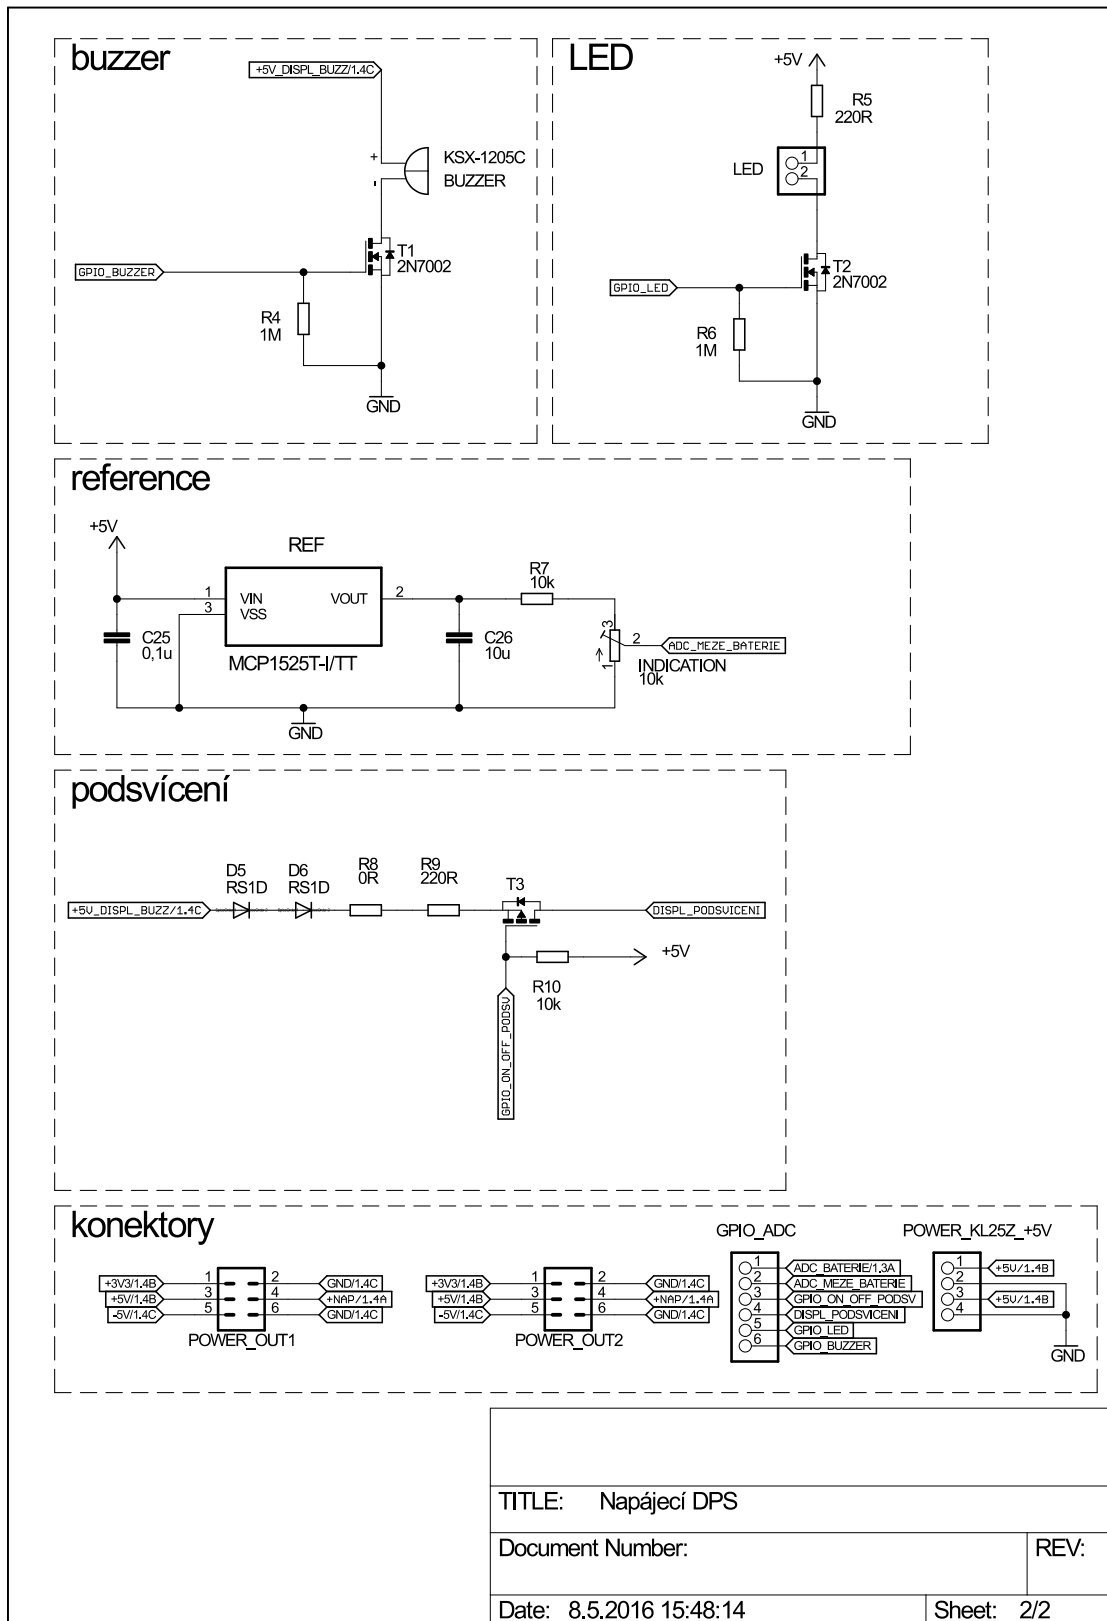 buzzer
+5V_DISPL_BUZZ/1.4C
+
-
KSX-1205C
BUZZER
GPIO_BUZZER
T1
2N7002
R4
1M
GND
LED
+5V
R5
220R
LED
1
2
GPIO_LED
T2
2N7002
R6
1M
GND
reference
+5V
REF
1
3
VIN
VSS
VOUT
2
C25
0,1u
MCP1525T-I/TT
C26
10u
R7
10k
3
2
1
ADC_MEZE_BATERIE
INDICATION
10k
GND
podsvícení
+5V_DISPL_BUZZ/1.4C
D5
RS1D
D6
RS1D
R8
0R
R9
220R
T3
DISPL_PODSVICENI
+5V
R10
10k
GPIO_ON_OFF_PODSV
konektory
+3V3/1.4B 1 2 GND/1.4C
+5V/1.4B 3 4 +NAP/1.4A
-5V/1.4C 5 6 GND/1.4C
POWER_OUT1
+3V3/1.4B 1 2 GND/1.4C
+5V/1.4B 3 4 +NAP/1.4A
-5V/1.4C 5 6 GND/1.4C
POWER_OUT2
GPIO_ADC
1 ADC_BATERIE/1.3A
2 ADC_MEZE_BATERIE
3 GPIO_ON_OFF_PODSV
4 DISPL_PODSVICENI
5 GPIO_LED
6 GPIO_BUZZER
POWER_KL25Z_+5V
1 +5V/1.4B
2
3 +5V/1.4B
4
GND
TITLE: Napájecí DPS
Document Number:
REV:
Date: 8.5.2016 15:48:14
Sheet: 2/2